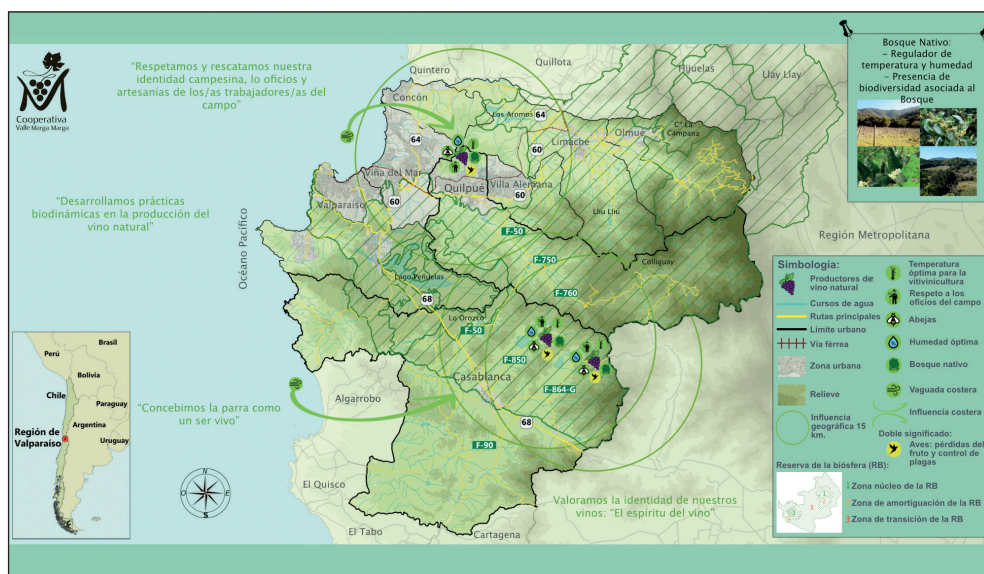 Cooperativa
Valle Marga Marga
"Respetamos y rescatamos nuestra
identidad campesina, lo oficios y
artesanías de los/as trabajadores/as del
campo"
"Desarrollamos prácticas
biodinámicas en la producción del
vino natural"
"Concebimos la parra como
un ser vivo"
Valoramos la identidad de nuestros
vinos: "El espíritu del vino"
Bosque Nativo:
- Regulador de
temperatura y humedad
- Presencia de
biodiversidad asociada al
Bosque
Océano Pacífico
Región Metropolitana
Quintero
Quillota
Hijuelas
Llay Llay
Concón
Los Aromos
64
64
Limache
Olmué
Cº La
Campana
60
Viña del Mar
Quilpué
Villa Alemana
60
Valparaíso
60
Lliu Lliu
F-50
F-750
Colliguay
Lago Peñuelas
F-760
68
Lo Orozco
F-50
F-850
Casablanca
F-864-G
Algarrobo
68
F-90
El Quisco
El Tabo
Cartagena
N
O
E
S
Perú
Brasil
Bolivia
Chile
Paraguay
Argentina
Región de
Valparaíso
Uruguay
Simbología:
Productores de
vino natural
Cursos de agua
Rutas principales
Límite urbano
Via férrea
Zona urbana
Relieve
Influencia
geográfica 15
km.
Temperatura
óptima para la
vitivinicultura
Respeto a los
oficios del campo
Abejas
Humedad óptima
Bosque nativo
Vaguada costera
Influencia costera
Doble significado:
Aves: pérdidas del
fruto y control de
plagas
Reserva de la biósfera (RB):
1 Zona núcleo de la RB
2 Zona de amortiguación de la RB
3 Zona de transición de la RB